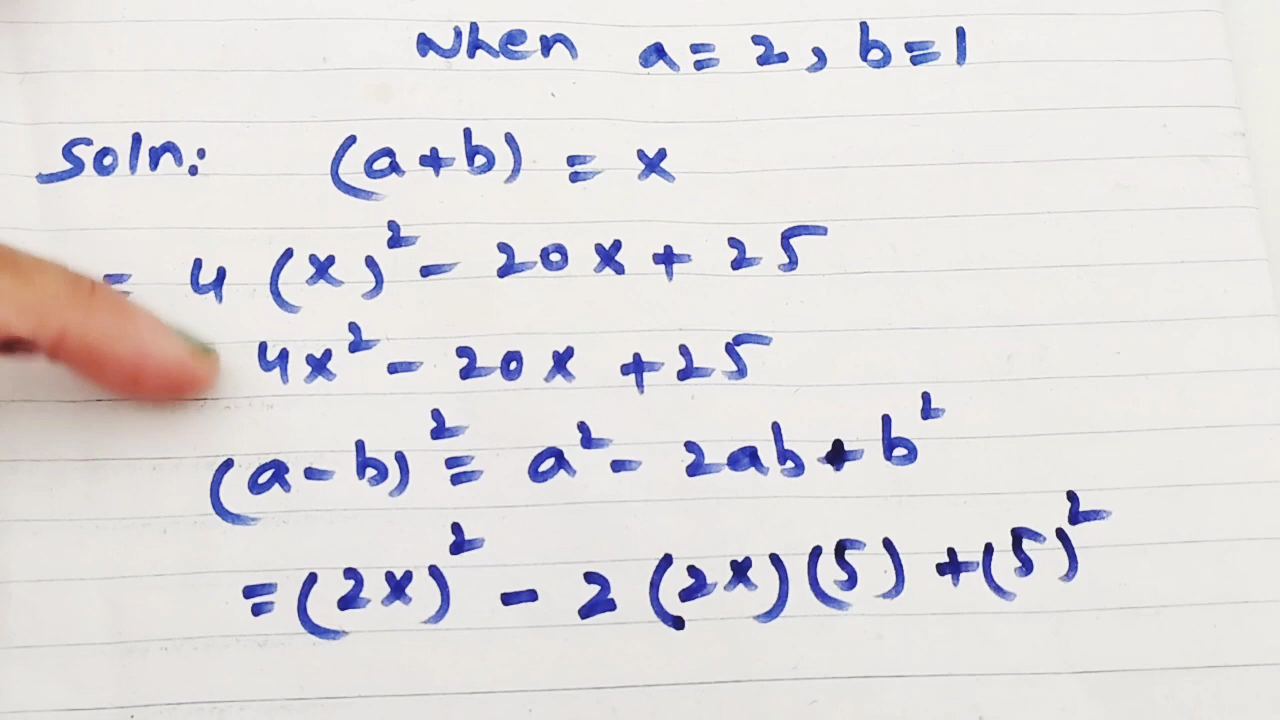 When a = 2, b = 1
Soln: (a+b) = x
= 4 (x)² - 20x + 25
4x² - 20x + 25
(a-b)² = a² - 2ab + b²
= (2x)² - 2 (2x) (5) + (5)²